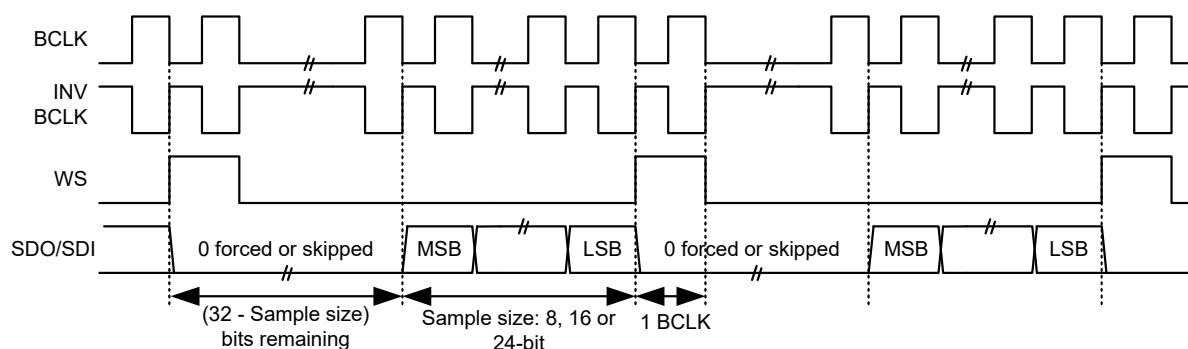 BCLK
INV
BCLK
WS
SDO/SDI
0 forced or skipped
MSB
LSB
0 forced or skipped
MSB
LSB
(32 - Sample size)
bits remaining
Sample size: 8, 16 or
24-bit
1 BCLK